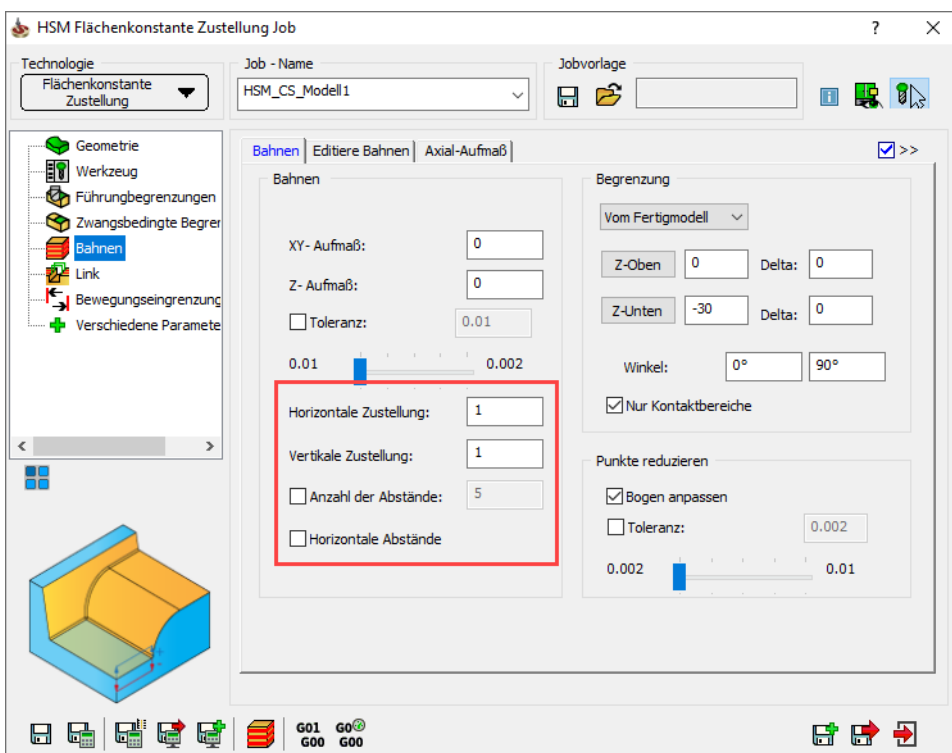 HSM Flächenkonstante Zustellung Job
?
Technologie
Flächenkonstante
Zustellung
Job - Name
HSM_CS_Modell1
Jobvorlage
Geometrie
Werkzeug
Führungbegrenzungen
Zwangsbedingte Begrer
Bahnen
Link
Bewegungseingrenzung
Verschiedene Paramete
Bahnen
Editiere Bahnen
Axial-Aufmaß
>>
Bahnen
XY- Aufmaß: 0
Z- Aufmaß: 0
Toleranz: 0.01
0.01 0.002
Horizontale Zustellung: 1
Vertikale Zustellung: 1
Anzahl der Abstände: 5
Horizontale Abstände
Begrenzung
Vom Fertigmodell
Z-Oben 0 Delta: 0
Z-Unten -30 Delta: 0
Winkel: 0° 90°
Nur Kontaktbereiche
Punkte reduzieren
Bogen anpassen
Toleranz: 0.002
0.002 0.01
G01 G00
G00 G00